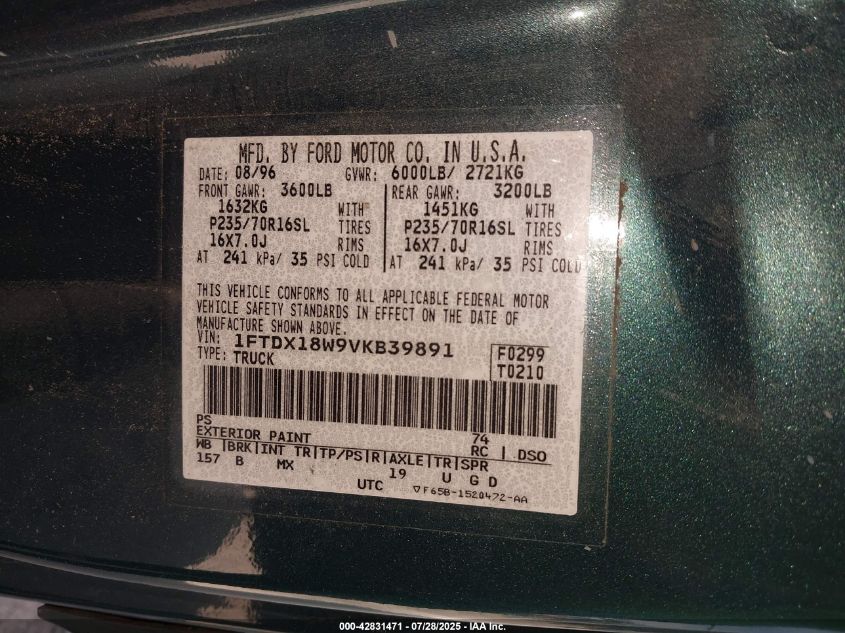 MFD. BY FORD MOTOR CO. IN U.S.A.
DATE: 08/96 GVWR: 6000LB/ 2721KG
FRONT GAWR: 3600LB REAR GAWR: 3200LB
1632KG WITH 1451KG WITH
P235/70R16SL TIRES P235/70R16SL TIRES
16X7.0J RIMS 16X7.0J RIMS
AT 241 kPa/ 35 PSI COLD AT 241 kPa/ 35 PSI COLD
THIS VEHICLE CONFORMS TO ALL APPLICABLE FEDERAL MOTOR
VEHICLE SAFETY STANDARDS IN EFFECT ON THE DATE OF
MANUFACTURE SHOWN ABOVE.
VIN: 1FTDX18W9VKB39891 F0299
TYPE: TRUCK T0210
PS 74
EXTERIOR PAINT RC DSO
WB BRK INT TR TP/PS R AXLE TR SPR
157 B MX 19 U G D
UTC ▽F65B-1520472-AA
000-42831471 | 07/28/2025 - IAA Inc.